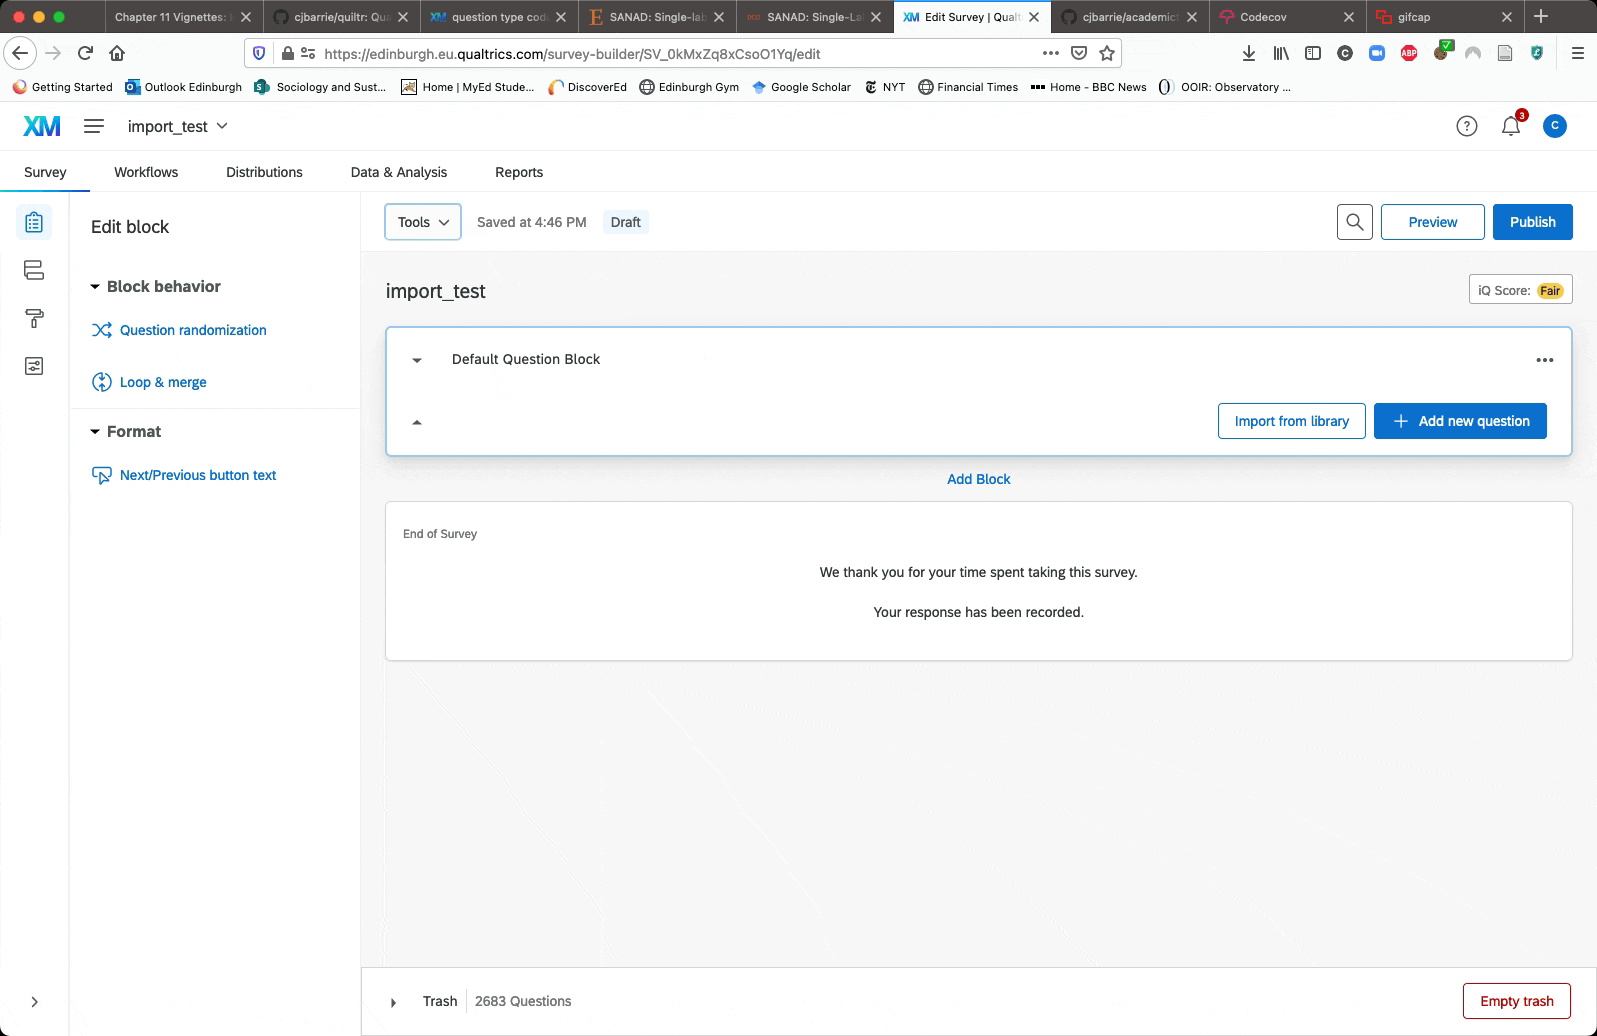 Chapter 11 Vignettes:
cjbarrie/quiltr: Qu
question type cod
SANAD: Single-lab
SANAD: Single-La
XM Edit Survey | Qualt
cjbarrie/academic
Codecov
gifcap
https://edinburgh.eu.qualtrics.com/survey-builder/SV_0kMxZq8xCsoO1Yq/edit
ABP
Getting Started
Outlook Edinburgh
Sociology and Sust...
Home | MyEd Stude...
DiscoverEd
Edinburgh Gym
Google Scholar
NYT
Financial Times
Home - BBC News
OOIR: Observatory ...
XM
import_test
3
C
Survey
Workflows
Distributions
Data & Analysis
Reports
Edit block
Block behavior
Question randomization
Loop & merge
Format
Next/Previous button text
Tools
Saved at 4:46 PM
Draft
Preview
Publish
import_test
iQ Score: Fair
Default Question Block
Import from library
Add new question
Add Block
End of Survey
We thank you for your time spent taking this survey.
Your response has been recorded.
Trash
2683 Questions
Empty trash